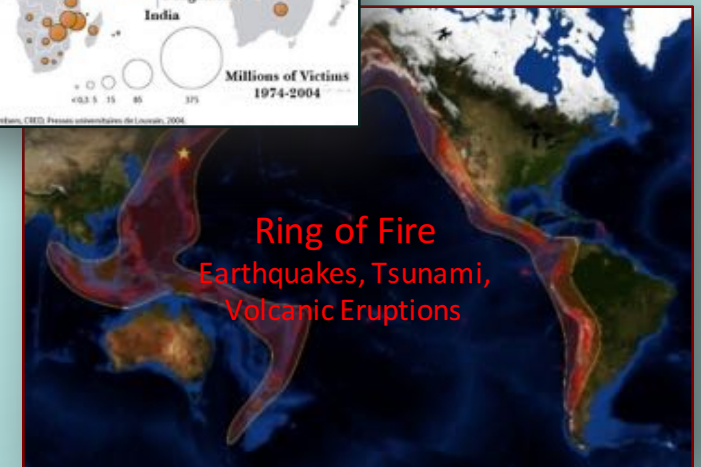 India
Millions of Victims
1974-2004
<0,3 5 15 85 375
CRED, Presses universitaires de Louvain, 2004.
Ring of Fire
Earthquakes, Tsunami,
Volcanic Eruptions